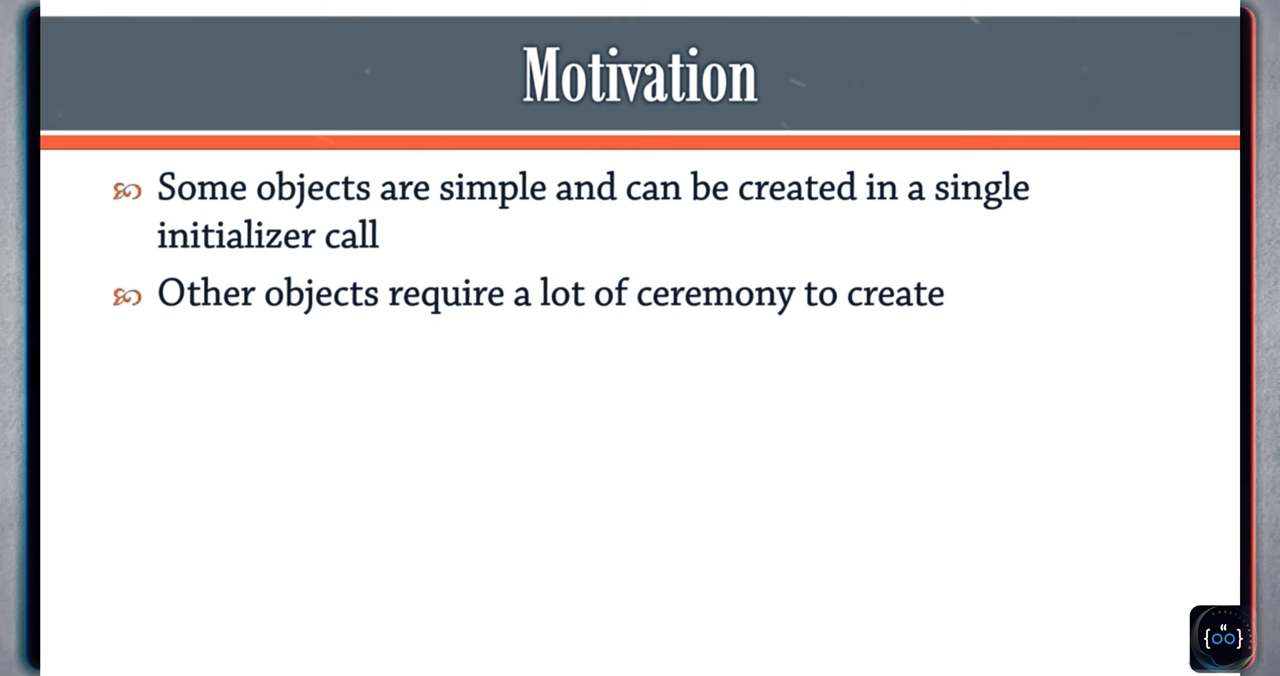 Motivation
Some objects are simple and can be created in a single
initializer call
Other objects require a lot of ceremony to create
{oo}